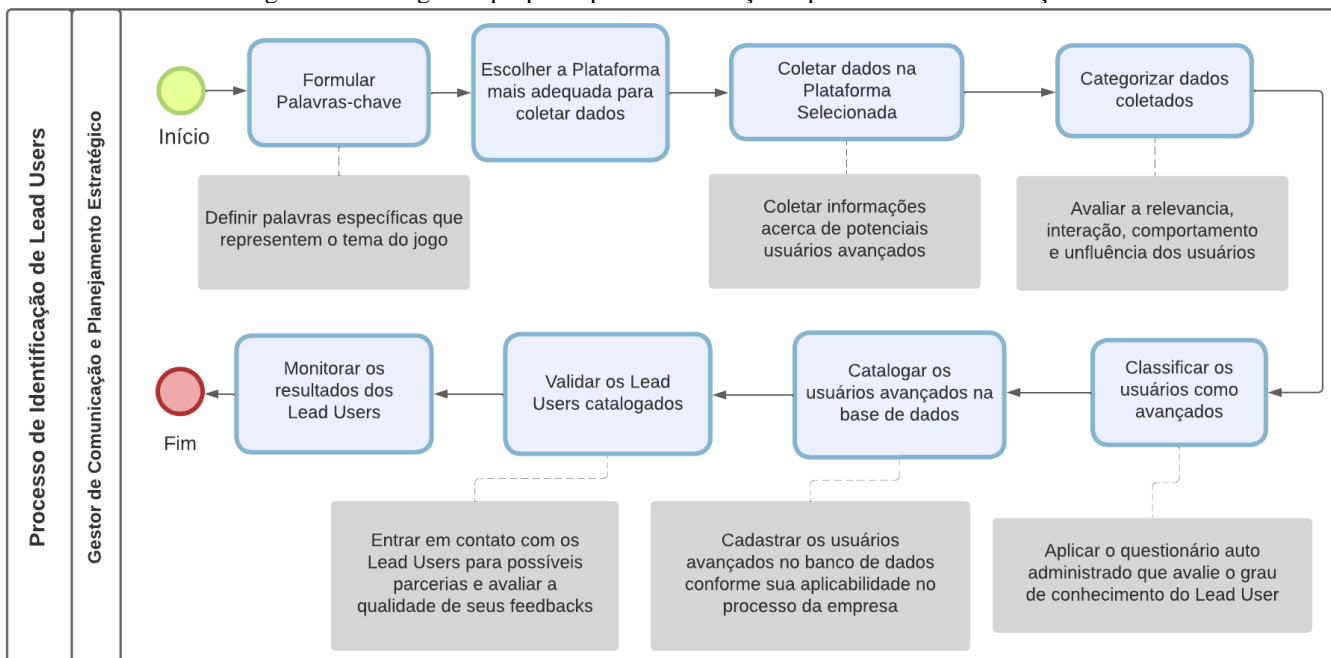 Processo de Identificação de Lead Users
Gestor de Comunicação e Planejamento Estratégico
Início
Formular
Palavras-chave
Escolher a Plataforma
mais adequada para
coletar dados
Coletar dados na
Plataforma
Selecionada
Categorizar dados
coletados
Definir palavras específicas que
representem o tema do jogo
Coletar informações
acerca de potenciais
usuários avançados
Avaliar a relevancia,
interação, comportamento
e unfluência dos usuários
Fim
Monitorar os
resultados dos
Lead Users
Validar os Lead
Users catalogados
Catalogar os
usuários avançados na
base de dados
Classificar os
usuários como
avançados
Entrar em contato com os
Lead Users para possíveis
parcerias e avaliar a
qualidade de seus feedbacks
Cadastrar os usuários
avançados no banco de dados
conforme sua aplicabilidade no
processo da empresa
Aplicar o questionário auto
administrado que avalie o grau
de conhecimento do Lead User